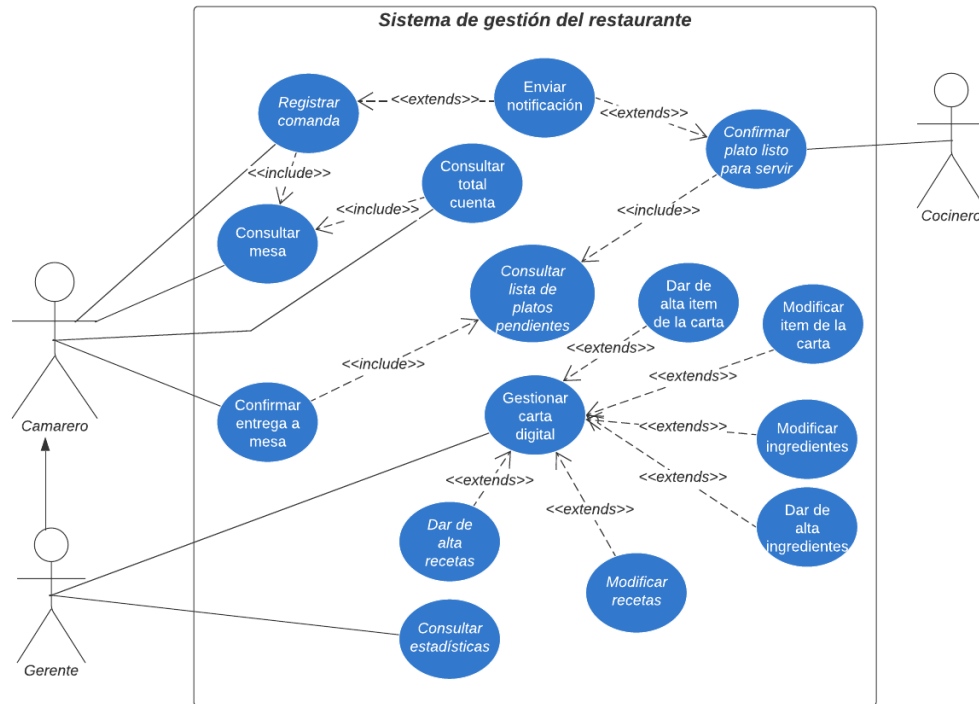 Sistema de gestión del restaurante
Registrar
comanda
<<extends>>
Enviar
notificación
<<extends>>
Confirmar
plato listo
para servir
Cocinero
<<include>>
Consultar
total
cuenta
<<include>>
Consultar
mesa
<<include>>
Consultar
lista de
platos
pendientes
Dar de
alta item
de la carta
Modificar
item de la
carta
Camarero
<<include>>
<<extends>>
<<extends>>
Confirmar
entrega a
mesa
Gestionar
carta
digital
<<extends>>
Modificar
ingredientes
<<extends>>
<<extends>>
<<extends>>
Dar de
alta
recetas
Dar de
alta
ingredientes
Modificar
recetas
Consultar
estadísticas
Gerente